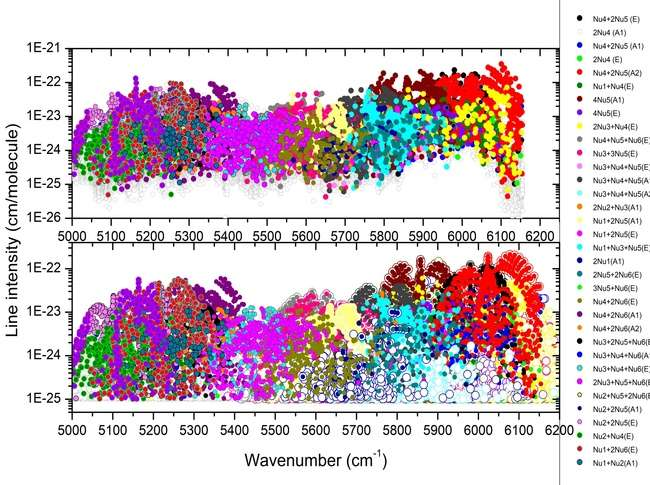 1E-21
1E-22
1E-23
1E-24
1E-25
1E-26
5000 5100 5200 5300 5400 5500 5600 5700 5800 5900 6000 6100 6200
Line intensity (cm/molecule)
1E-22
1E-23
1E-24
1E-25
5000 5100 5200 5300 5400 5500 5600 5700 5800 5900 6000 6100 6200
Wavenumber (cm-1)
Nu4+2Nu5 (E)
2Nu4 (A1)
Nu4+2Nu5 (A1)
2Nu4 (E)
Nu4+2Nu5(A2)
Nu1+Nu4(E)
4Nu5(A1)
4Nu5(E)
2Nu3+Nu4(E)
Nu4+Nu5+Nu6(E)
Nu3+3Nu5(E)
Nu3+Nu4+Nu5(E)
Nu3+Nu4+Nu5(A1
Nu3+Nu4+Nu5(A2
2Nu2+Nu3(A1)
Nu1+2Nu5(A1)
Nu1+2Nu5(E)
Nu1+Nu3+Nu5(E)
2Nu1(A1)
2Nu5+2Nu6(E)
3Nu5+Nu6(E)
Nu4+2Nu6(E)
Nu4+2Nu6(A1)
Nu4+2Nu6(A2)
Nu3+2Nu5+Nu6(E
Nu3+Nu4+Nu6(A1
Nu3+Nu4+Nu6(E)
2Nu3+Nu5+Nu6(E
Nu2+Nu5+2Nu6(E
Nu2+2Nu5(A1)
Nu2+2Nu5(E)
Nu2+Nu4(E)
Nu1+2Nu6(E)
Nu1+Nu2(A1)